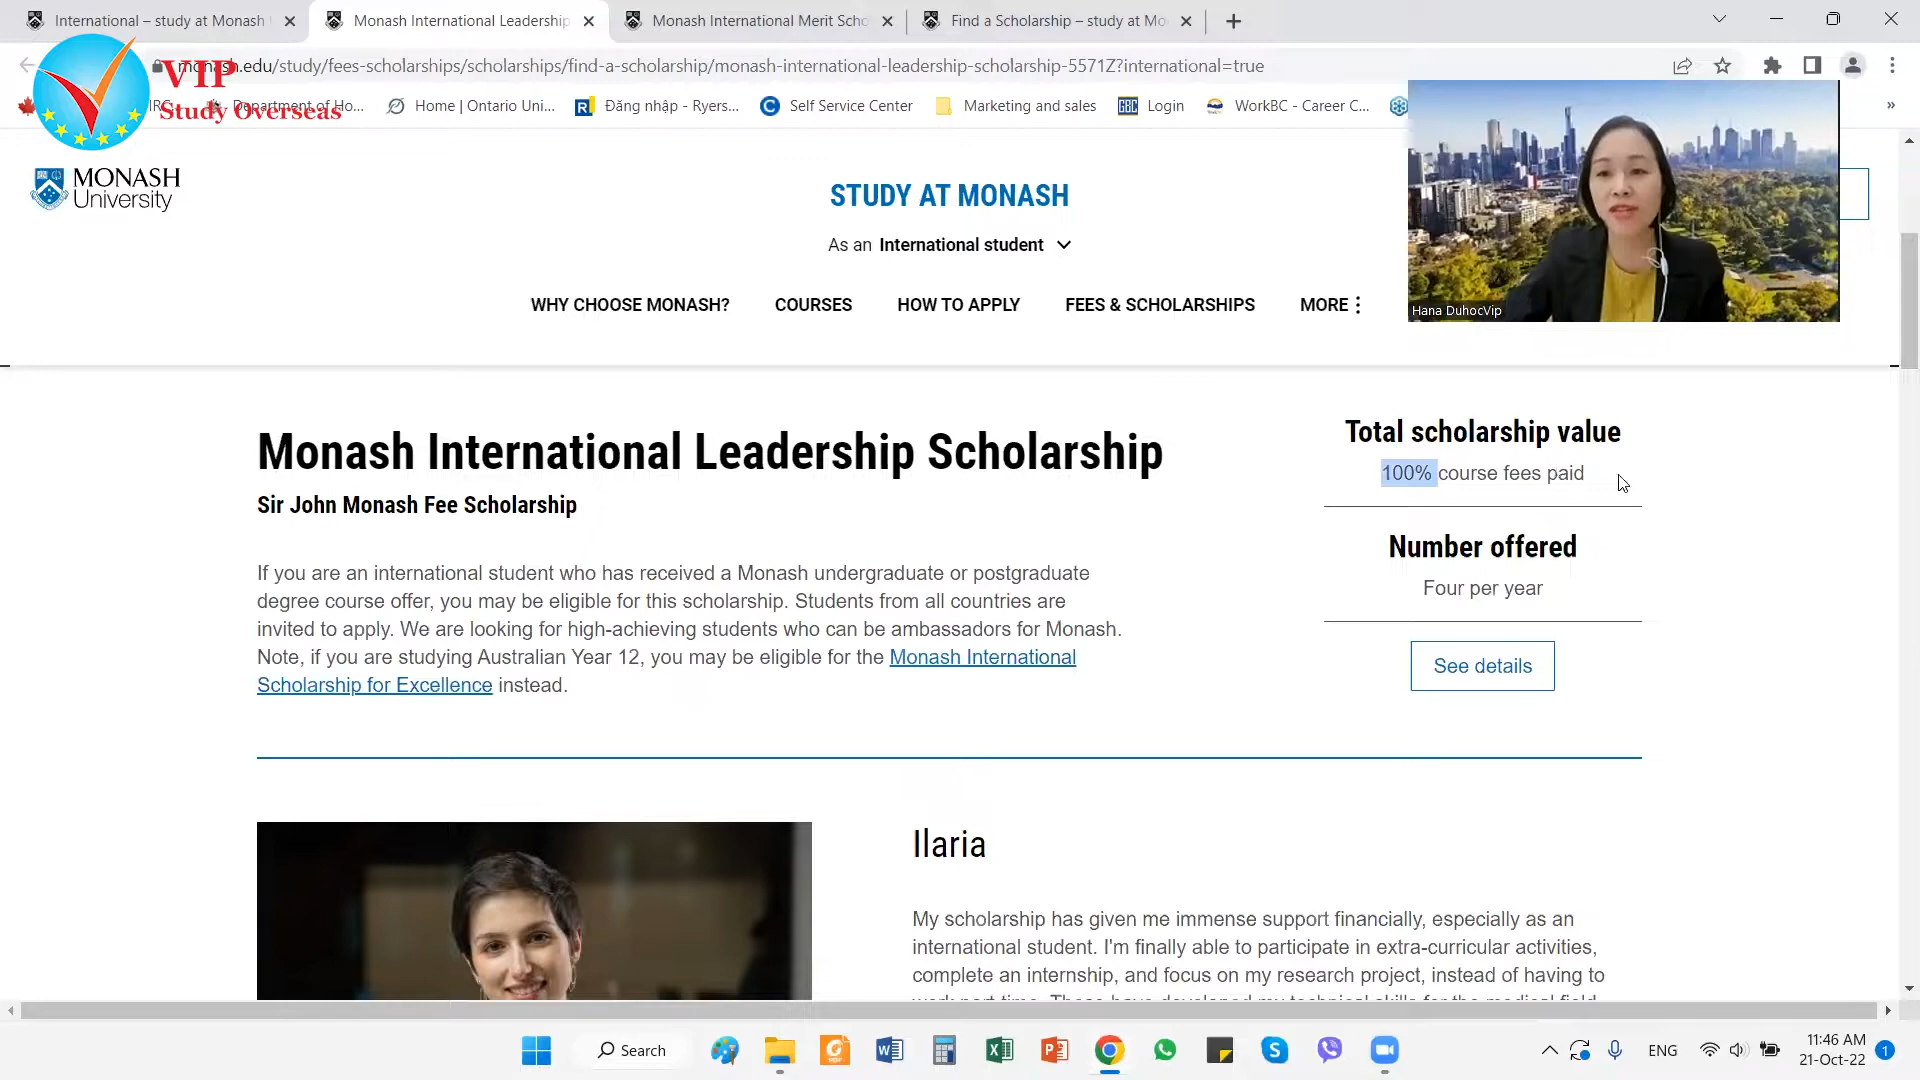 International – study at Monash
Monash International Leadership
Monash International Merit Scho
Find a Scholarship – study at Mo
monash.edu/study/fees-scholarships/scholarships/find-a-scholarship/monash-international-leadership-scholarship-5571Z?international=true
VIP
Study Overseas
Department of Ho...
Home | Ontario Uni...
Đăng nhập - Ryers...
Self Service Center
Marketing and sales
GBC Login
WorkBC - Career C...
MONASH
University
STUDY AT MONASH
As an International student
WHY CHOOSE MONASH?
COURSES
HOW TO APPLY
FEES & SCHOLARSHIPS
MORE
Hana DuhocVip
Monash International Leadership Scholarship
Sir John Monash Fee Scholarship
If you are an international student who has received a Monash undergraduate or postgraduate
degree course offer, you may be eligible for this scholarship. Students from all countries are
invited to apply. We are looking for high-achieving students who can be ambassadors for Monash.
Note, if you are studying Australian Year 12, you may be eligible for the Monash International
Scholarship for Excellence instead.
Total scholarship value
100% course fees paid
Number offered
Four per year
See details
Ilaria
My scholarship has given me immense support financially, especially as an
international student. I'm finally able to participate in extra-curricular activities,
complete an internship, and focus on my research project, instead of having to
Search
ENG
11:46 AM
21-Oct-22
1